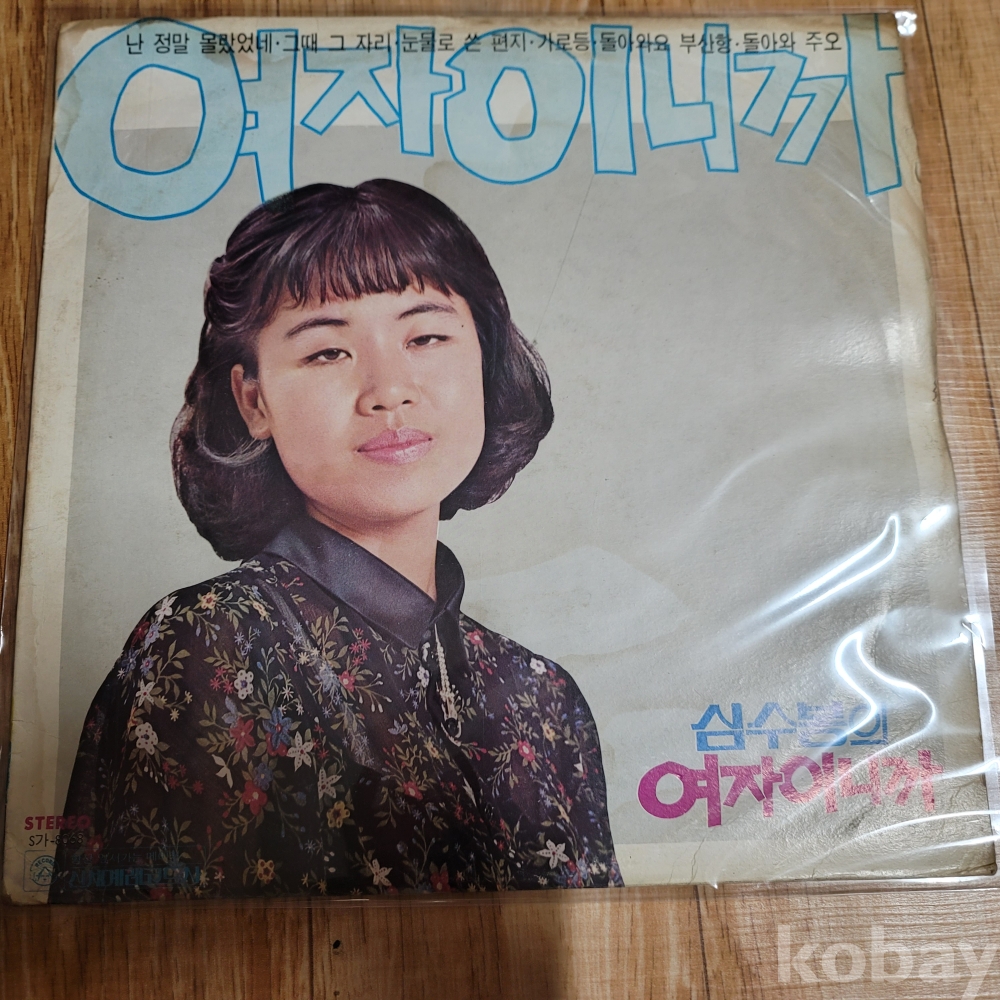 난 정말 몰랐었네·그때 그 자리·눈물로 쓴 편지·가로등·돌아와요 부산항·돌아와 주오
여자이니까
심수봉의
여자이니까
STEREO
kobay